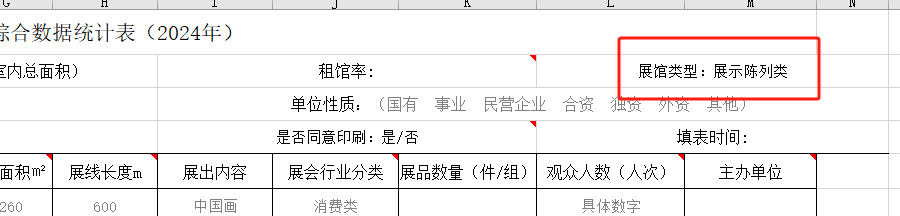 G H I J K L M N
综合数据统计表（2024年）
室内总面积） 租馆率: 展馆类型: 展示陈列类
单位性质:（国有 事业 民营企业 合资 独资 外资 其他）
是否同意印刷: 是/否 填表时间:
面积㎡ 展线长度m 展出内容 展会行业分类 展品数量（件/组） 观众人数（人次） 主办单位
260 600 中国画 消费类 具体数字